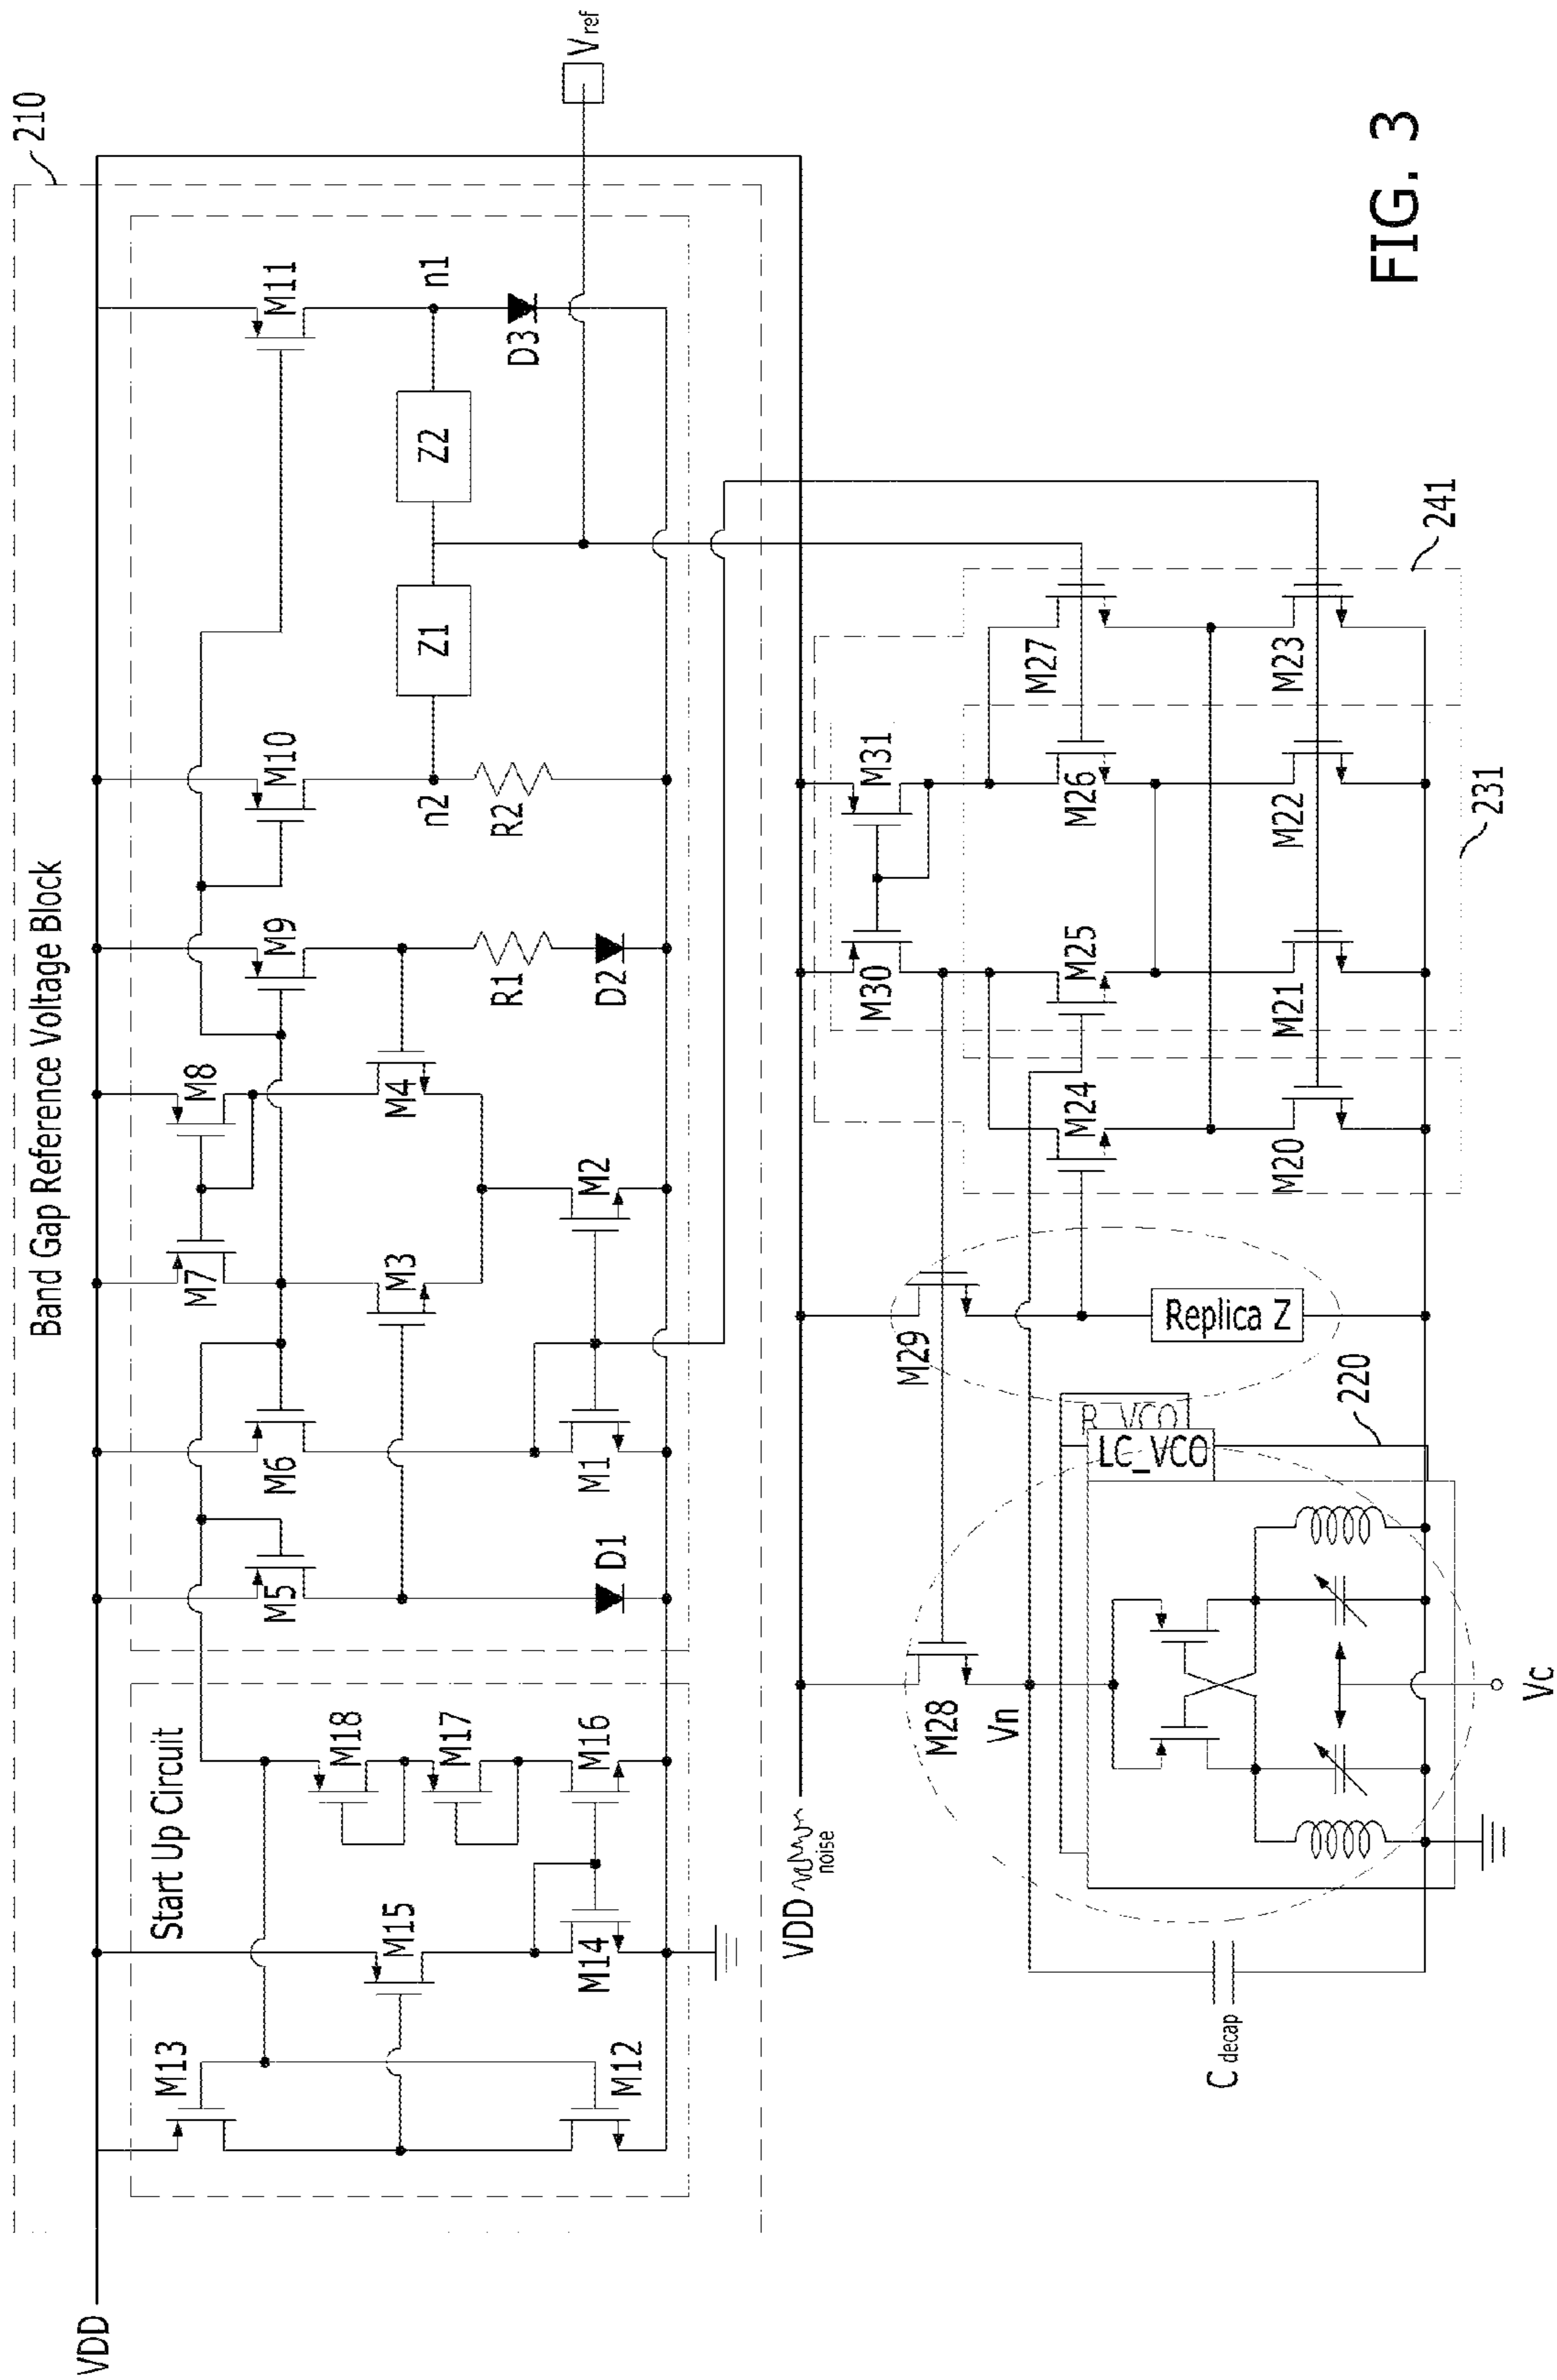 210
Band Gap Reference Voltage Block
VDD
Start Up Circuit
M13
M15
M18
M17
M16
M14
M12
M5
M6
M7
M8
M9
M10
M11
M3
M4
M1
M2
D1
R1
D2
n2
R2
Z1
Z2
n1
D3
Vref
VDD
noise
M28
Vn
M29
M30
M31
M24
M25
M26
M27
M20
M21
M22
M23
Replica Z
R_VCO
LC_VCO
220
231
241
C decap
Vc
FIG. 3